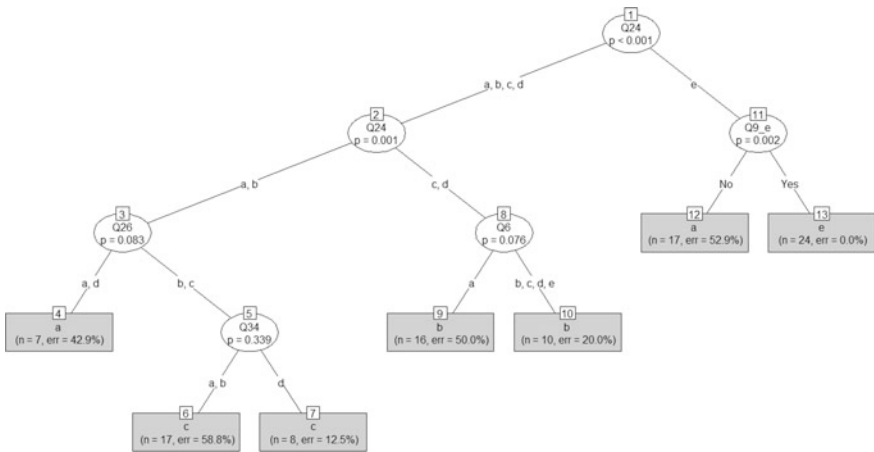 1
Q24
p < 0.001
a, b, c, d
e
2
Q24
p = 0.001
11
Q9_e
p = 0.002
a, b
c, d
No
Yes
3
Q26
p = 0.083
8
Q6
p = 0.076
12
a
(n = 17, err = 52.9%)
13
e
(n = 24, err = 0.0%)
a, d
b, c
a
b, c, d, e
4
a
(n = 7, err = 42.9%)
5
Q34
p = 0.339
9
b
(n = 16, err = 50.0%)
10
b
(n = 10, err = 20.0%)
a, b
d
6
c
(n = 17, err = 58.8%)
7
c
(n = 8, err = 12.5%)